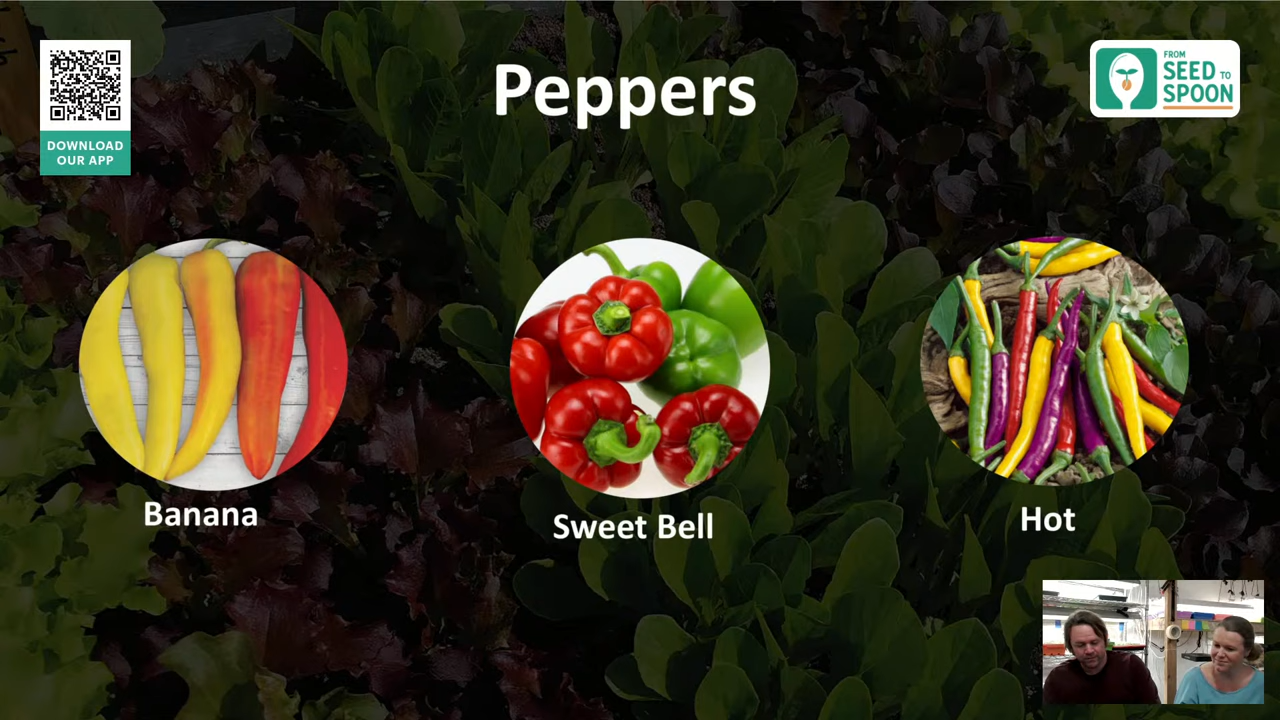 Peppers
DOWNLOAD
OUR APP
FROM
SEED TO
SPOON
Banana
Sweet Bell
Hot